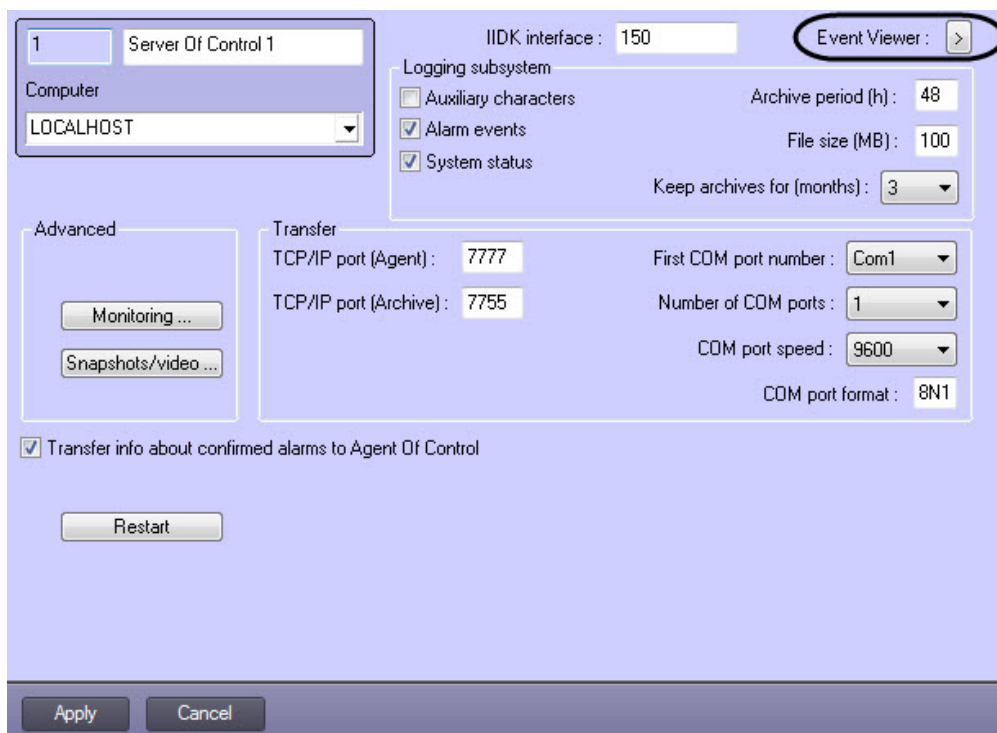 1 Server Of Control 1
Computer
LOCALHOST
IIDK interface : 150
Event Viewer : >
Logging subsystem
Auxiliary characters
Alarm events
System status
Archive period (h) : 48
File size (MB) : 100
Keep archives for (months) : 3
Advanced
Monitoring ...
Snapshots/video ...
Transfer
TCP/IP port (Agent) : 7777
TCP/IP port (Archive) : 7755
First COM port number : Com1
Number of COM ports : 1
COM port speed : 9600
COM port format : 8N1
Transfer info about confirmed alarms to Agent Of Control
Restart
Apply Cancel